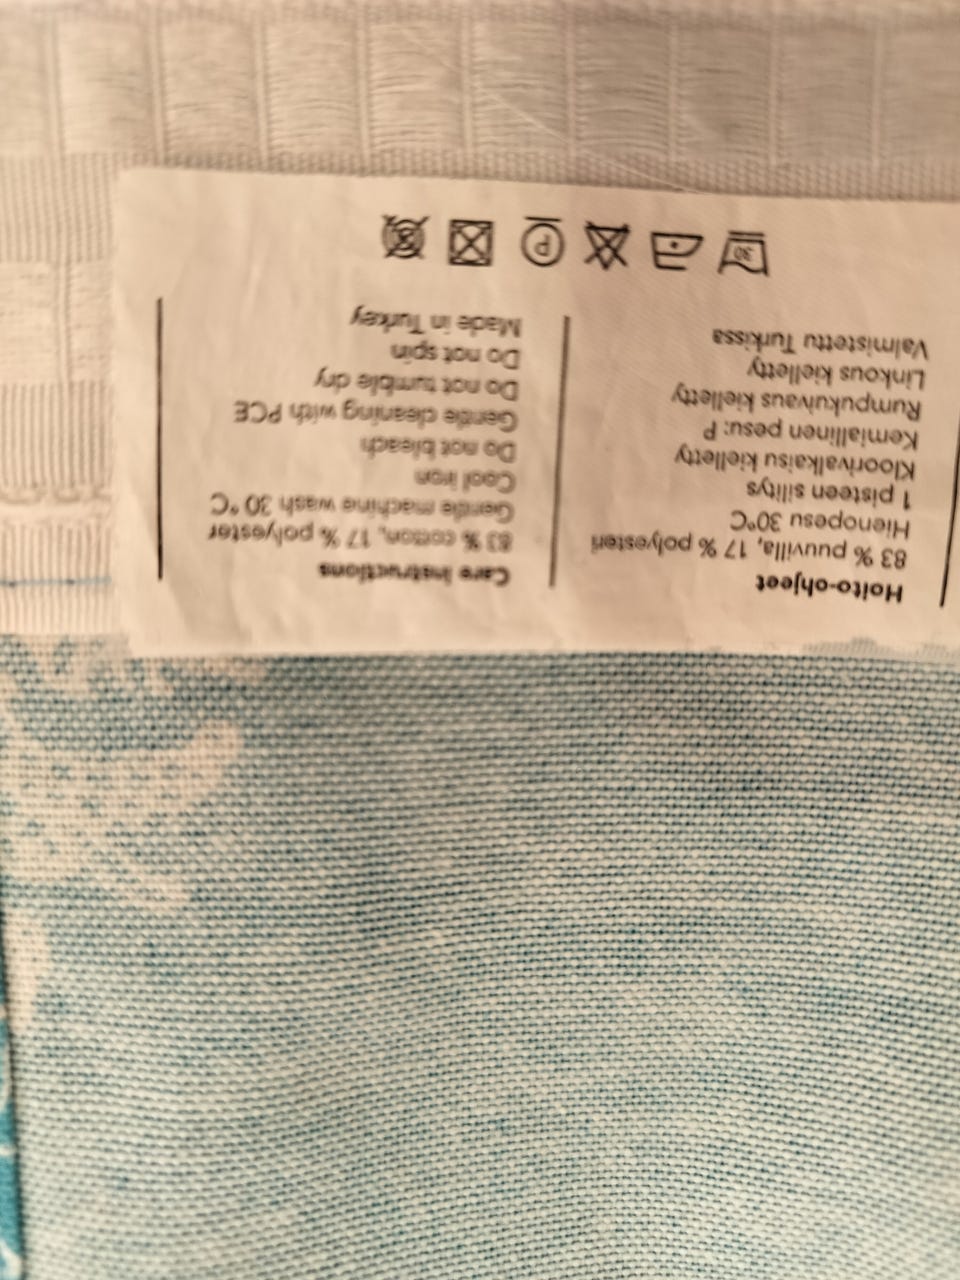 Hoito-ohjeet
83 % puuvilla, 17 % polyesteri
Hienopesu 30°C
1 pisteen silitys
Kloorivalkaisu kielletty
Kemiallinen pesu: P
Rumpukuivaus kielletty
Linkous kielletty
Valmistettu Turkissa
Care instructions
83 % cotton, 17 % polyester
Gentle machine wash 30 °C
Cool iron
Do not bleach
Gentle cleaning with PCE
Do not tumble dry
Do not spin
Made in Turkey
30 P